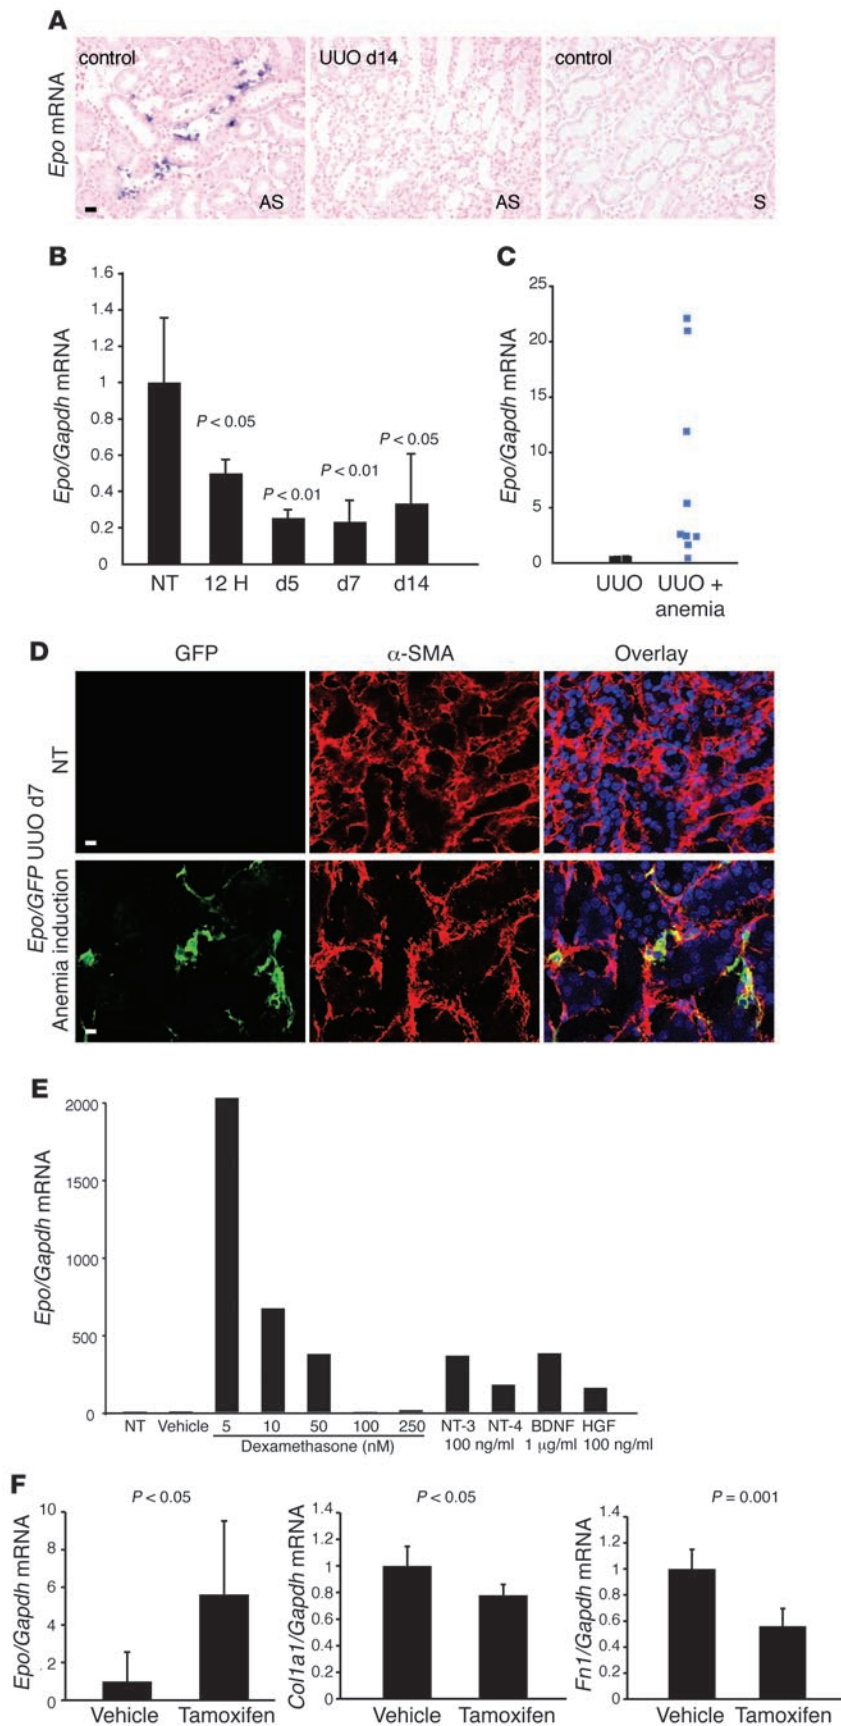 A
control
UUO d14
control
Epo mRNA
AS
AS
S
B
Epo/Gapdh mRNA
1.6
1.4
1.2
1
0.8
0.6
0.4
0.2
0
P < 0.05
P < 0.01
P < 0.01
P < 0.05
NT 12 H d5 d7 d14
C
Epo/Gapdh mRNA
25
20
15
10
5
0
UUO UUO +
anemia
D
GFP α-SMA Overlay
Epo/GFP UUO d7
NT
Anemia induction
E
Epo/Gapdh mRNA
2000
1500
1000
500
0
NT Vehicle 5 10 50 100 250 NT-3 NT-4 BDNF HGF
Dexamethasone (nM) 100 ng/ml 1 μg/ml 100 ng/ml
F
P < 0.05
Epo/Gapdh mRNA
10
8
6
4
2
0
Vehicle Tamoxifen
P < 0.05
Col1a1/Gapdh mRNA
1.4
1.2
1
0.8
0.6
0.4
0.2
0
Vehicle Tamoxifen
P = 0.001
Fn1/Gapdh mRNA
1.4
1.2
1
0.8
0.6
0.4
0.2
0
Vehicle Tamoxifen